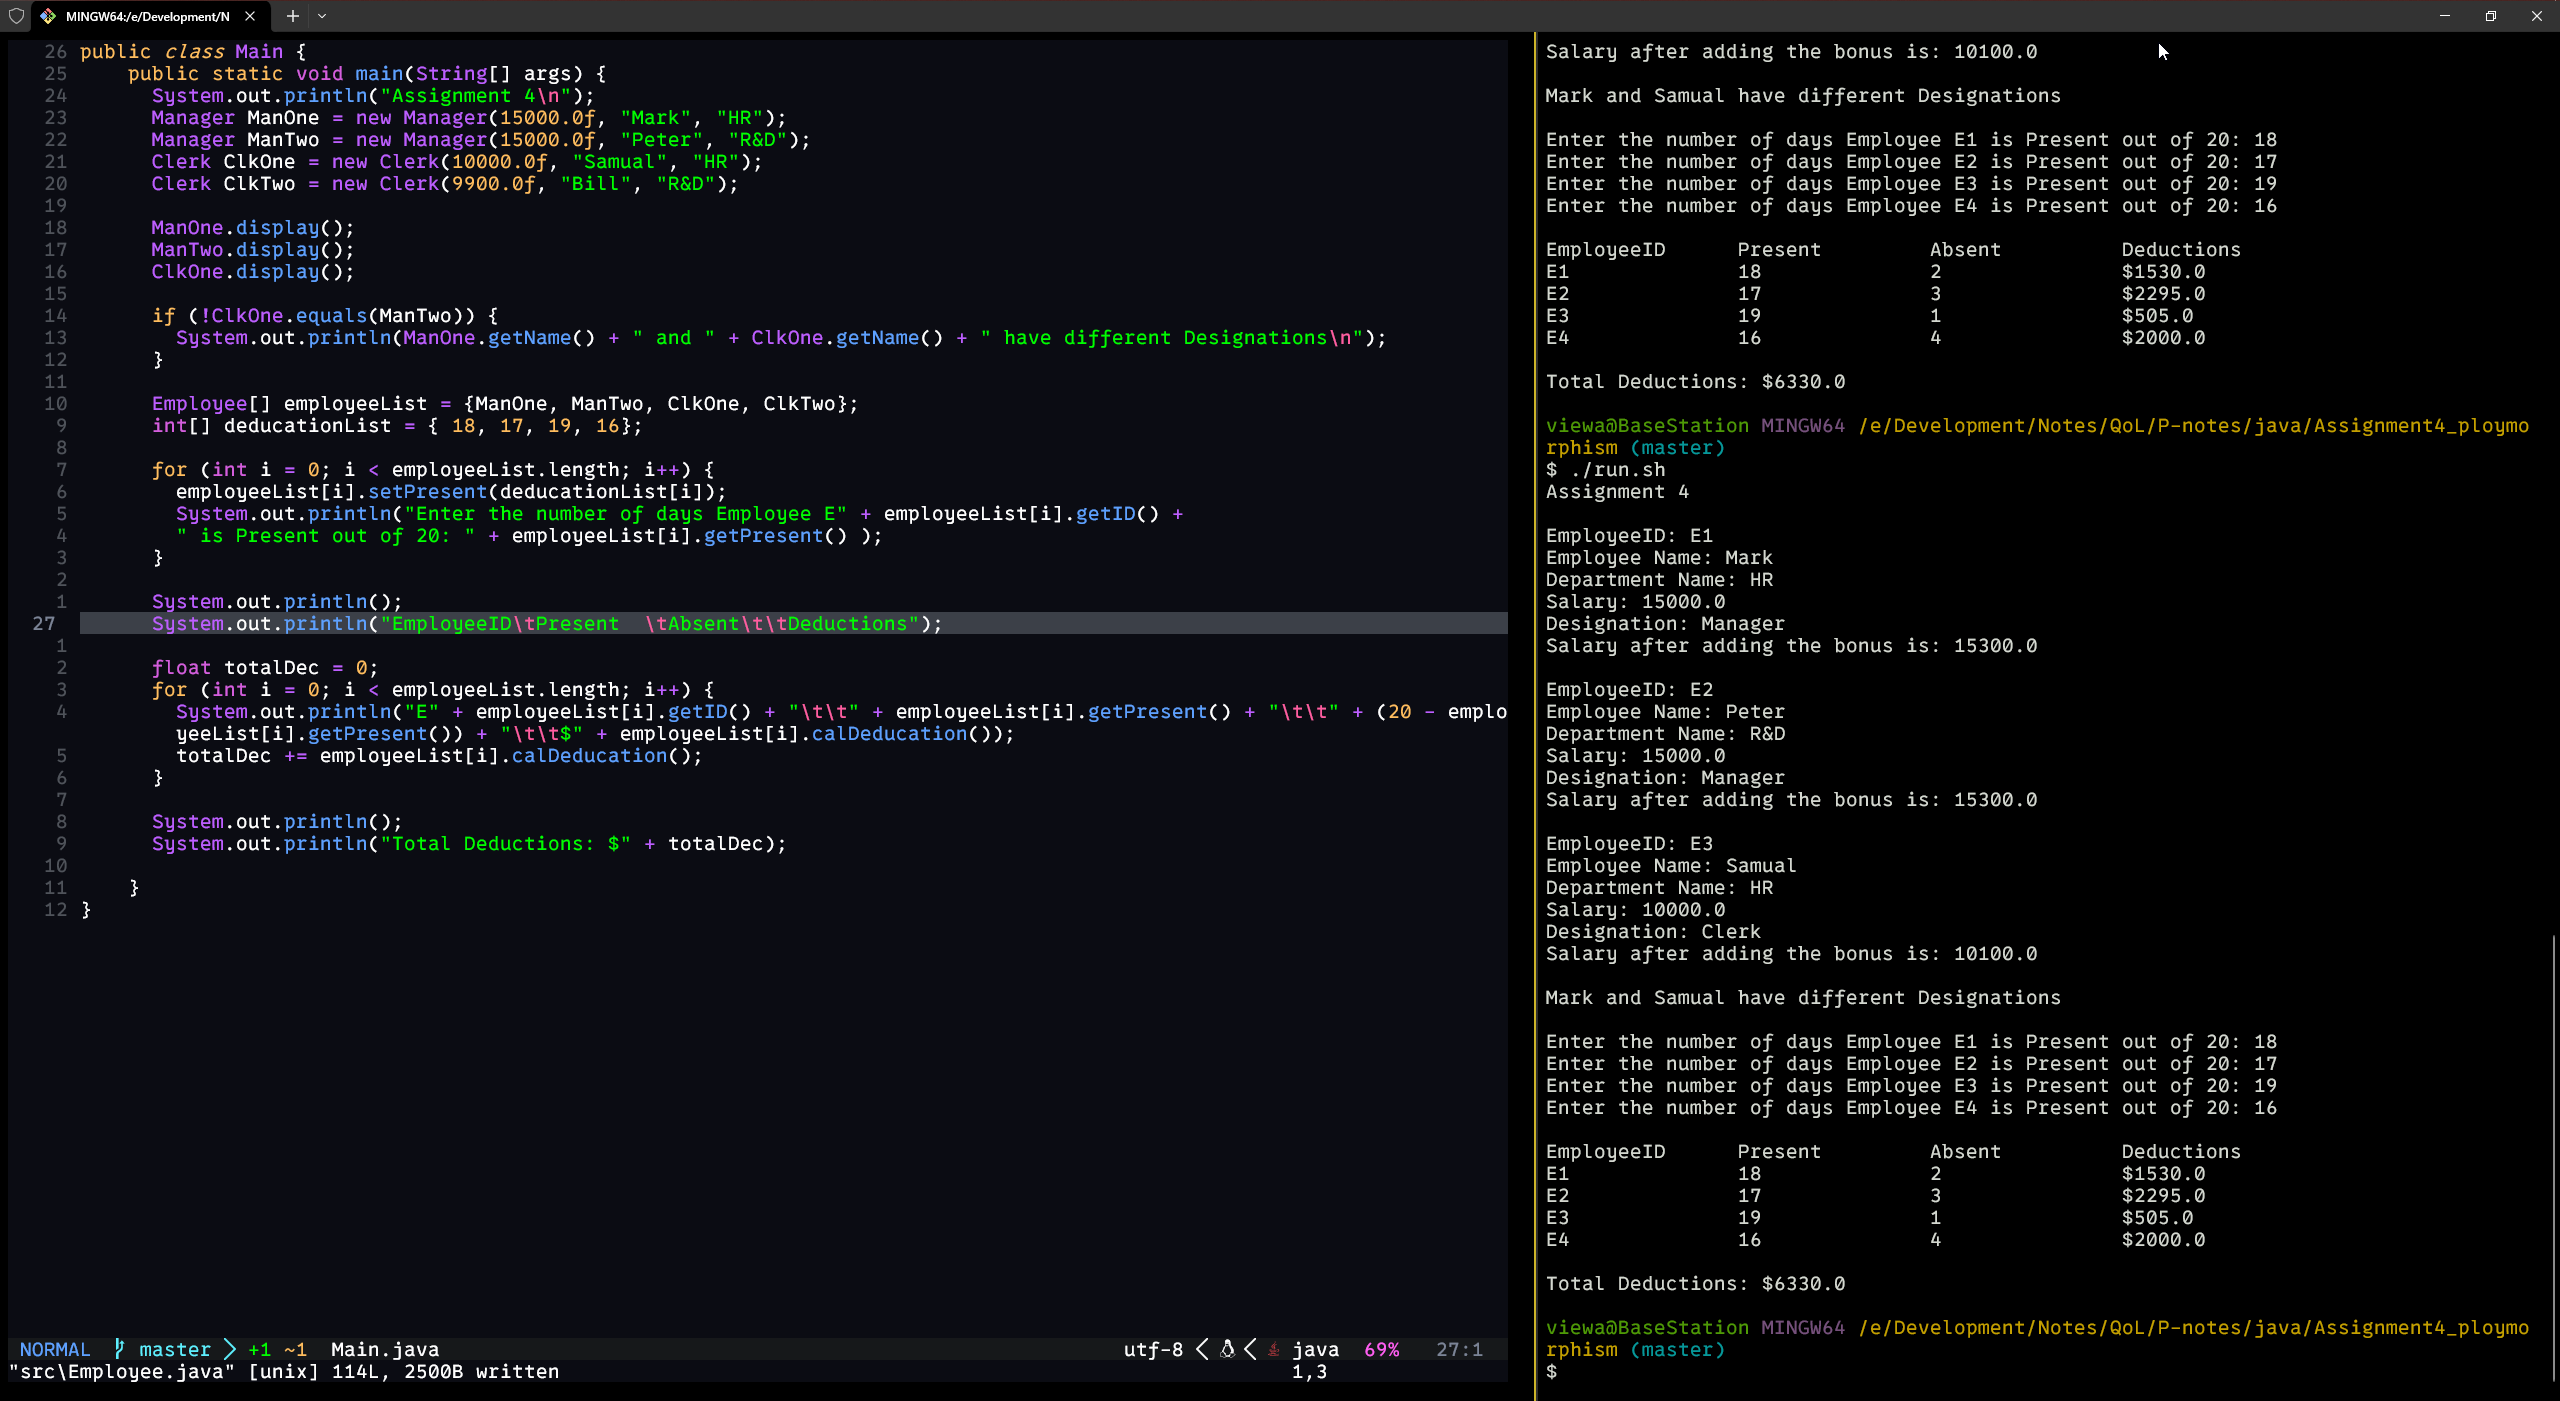 MINGW64:/e/Development/N
26 public class Main {
25 public static void main(String[] args) {
24 System.out.println("Assignment 4\n");
23 Manager ManOne = new Manager(15000.0f, "Mark", "HR");
22 Manager ManTwo = new Manager(15000.0f, "Peter", "R&D");
21 Clerk ClkOne = new Clerk(10000.0f, "Samual", "HR");
20 Clerk ClkTwo = new Clerk(9900.0f, "Bill", "R&D");
19
18 ManOne.display();
17 ManTwo.display();
16 ClkOne.display();
15
14 if (!ClkOne.equals(ManTwo)) {
13 System.out.println(ManOne.getName() + " and " + ClkOne.getName() + " have different Designations\n");
12 }
11
10 Employee[] employeeList = {ManOne, ManTwo, ClkOne, ClkTwo};
9 int[] deducationList = { 18, 17, 19, 16};
8
7 for (int i = 0; i < employeeList.length; i++) {
6 employeeList[i].setPresent(deducationList[i]);
5 System.out.println("Enter the number of days Employee E" + employeeList[i].getID() +
4 " is Present out of 20: " + employeeList[i].getPresent() );
3 }
2
1 System.out.println();
27 System.out.println("EmployeeID\tPresent  \tAbsent\t\tDeductions");
1
2 float totalDec = 0;
3 for (int i = 0; i < employeeList.length; i++) {
4 System.out.println("E" + employeeList[i].getID() + "\t\t" + employeeList[i].getPresent() + "\t\t" + (20 - emplo
yeeList[i].getPresent()) + "\t\t$" + employeeList[i].calDeducation());
5 totalDec += employeeList[i].calDeducation();
6 }
7
8 System.out.println();
9 System.out.println("Total Deductions: $" + totalDec);
10
11 }
12 }
NORMAL master +1 ~1 Main.java utf-8 < < java 69% 27:1
"src\Employee.java" [unix] 114L, 2500B written 1,3
Salary after adding the bonus is: 10100.0
Mark and Samual have different Designations
Enter the number of days Employee E1 is Present out of 20: 18
Enter the number of days Employee E2 is Present out of 20: 17
Enter the number of days Employee E3 is Present out of 20: 19
Enter the number of days Employee E4 is Present out of 20: 16
EmployeeID Present Absent Deductions
E1 18 2 $1530.0
E2 17 3 $2295.0
E3 19 1 $505.0
E4 16 4 $2000.0
Total Deductions: $6330.0
viewa@BaseStation MINGW64 /e/Development/Notes/QoL/P-notes/java/Assignment4_ploymo
rphism (master)
$ ./run.sh
Assignment 4
EmployeeID: E1
Employee Name: Mark
Department Name: HR
Salary: 15000.0
Designation: Manager
Salary after adding the bonus is: 15300.0
EmployeeID: E2
Employee Name: Peter
Department Name: R&D
Salary: 15000.0
Designation: Manager
Salary after adding the bonus is: 15300.0
EmployeeID: E3
Employee Name: Samual
Department Name: HR
Salary: 10000.0
Designation: Clerk
Salary after adding the bonus is: 10100.0
Mark and Samual have different Designations
Enter the number of days Employee E1 is Present out of 20: 18
Enter the number of days Employee E2 is Present out of 20: 17
Enter the number of days Employee E3 is Present out of 20: 19
Enter the number of days Employee E4 is Present out of 20: 16
EmployeeID Present Absent Deductions
E1 18 2 $1530.0
E2 17 3 $2295.0
E3 19 1 $505.0
E4 16 4 $2000.0
Total Deductions: $6330.0
viewa@BaseStation MINGW64 /e/Development/Notes/QoL/P-notes/java/Assignment4_ploymo
rphism (master)
$